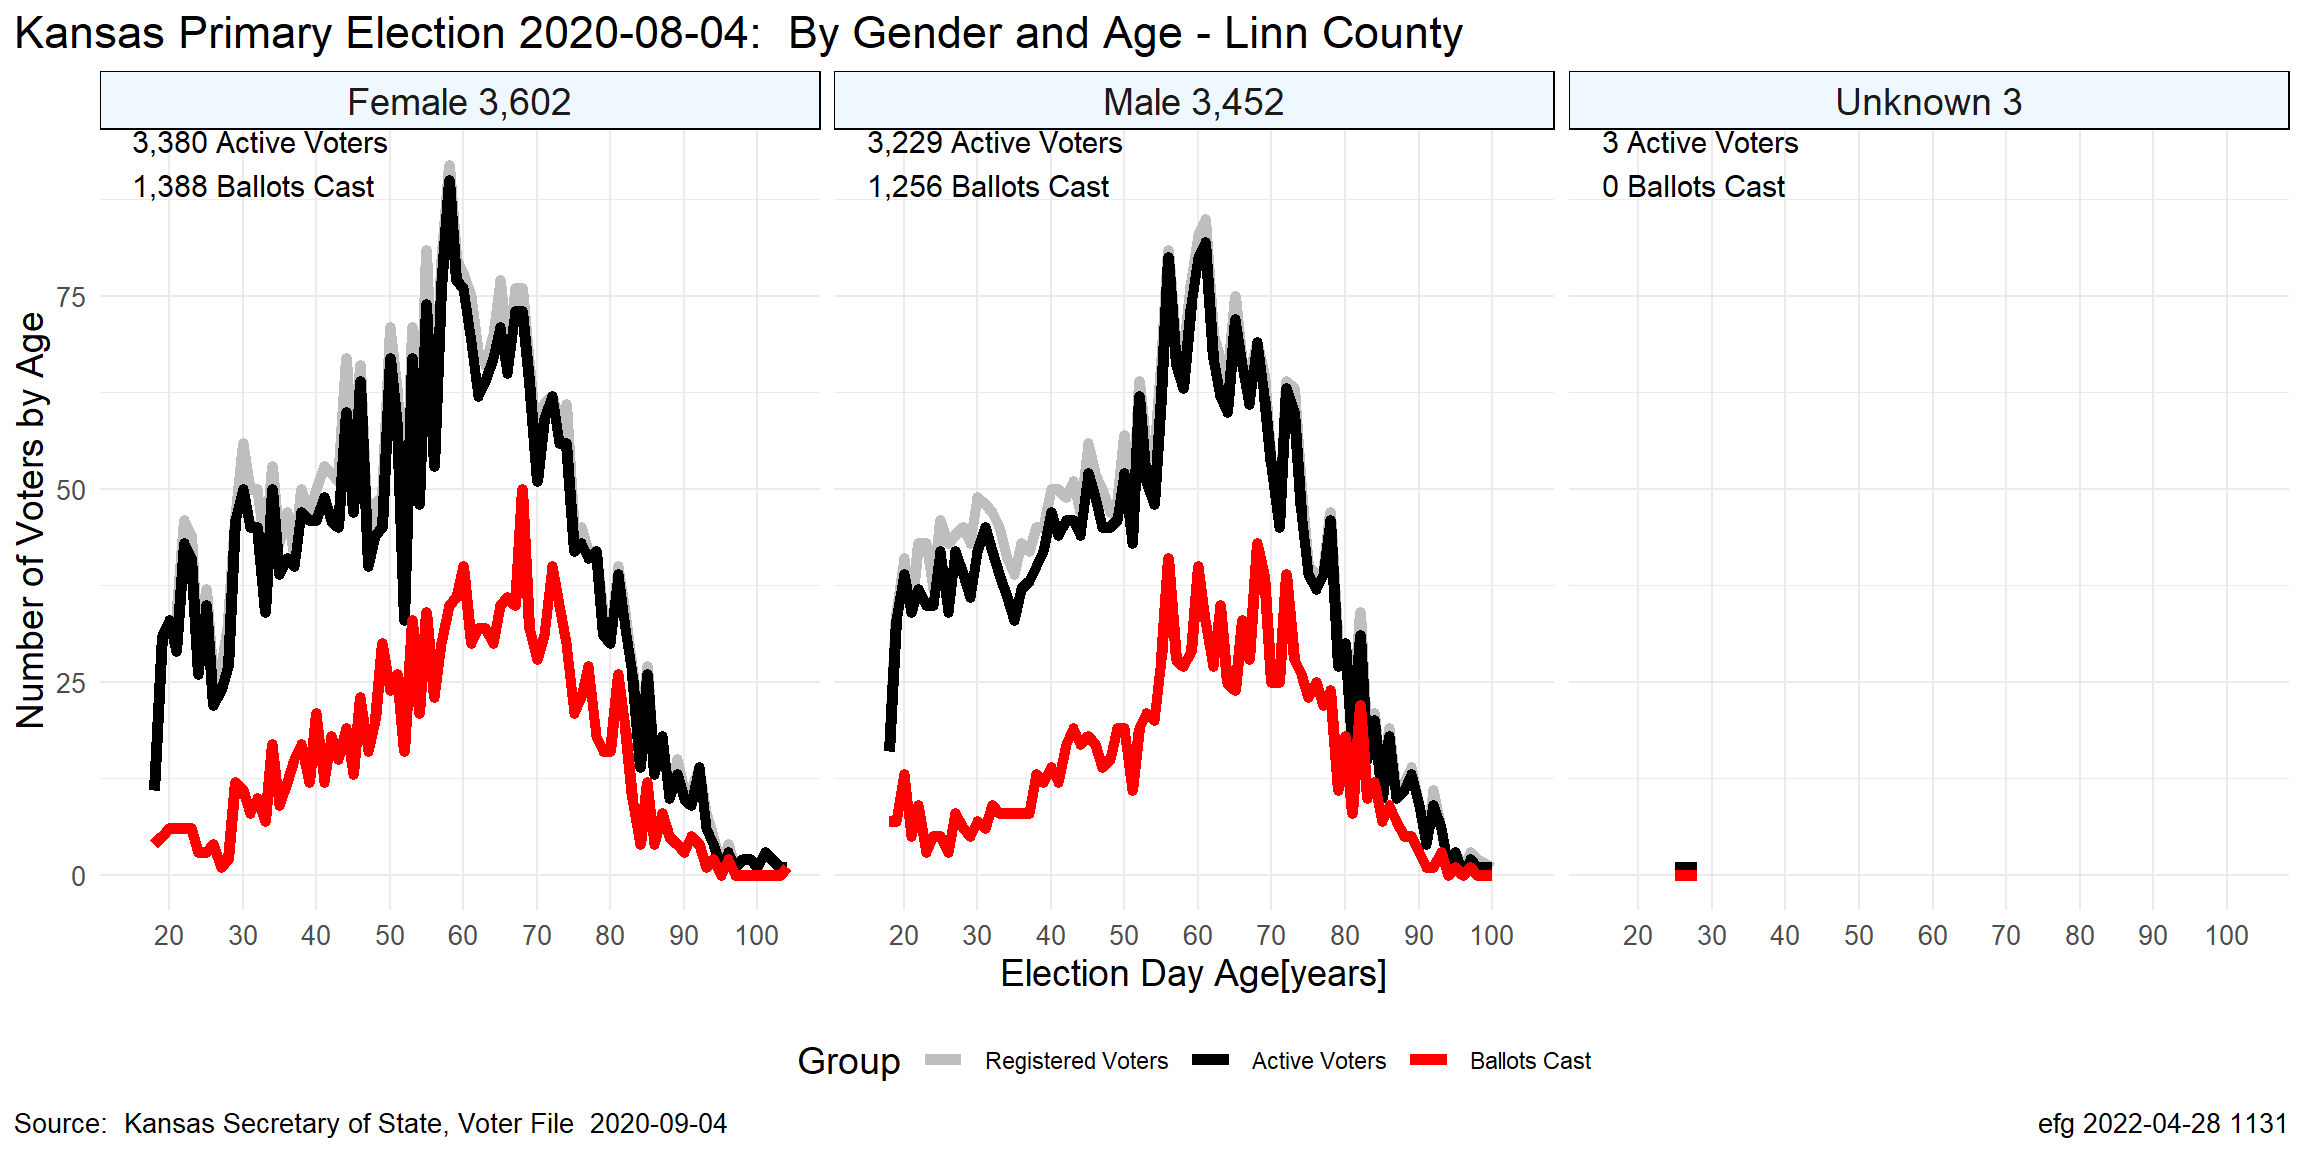 Kansas Primary Election 2020-08-04:  By Gender and Age - Linn County
Female 3,602
Male 3,452
Unknown 3
3,380 Active Voters
1,388 Ballots Cast
3,229 Active Voters
1,256 Ballots Cast
3 Active Voters
0 Ballots Cast
Number of Voters by Age
75
50
25
0
20 30 40 50 60 70 80 90 100
20 30 40 50 60 70 80 90 100
20 30 40 50 60 70 80 90 100
Election Day Age[years]
Group Registered Voters Active Voters Ballots Cast
Source:  Kansas Secretary of State, Voter File  2020-09-04
efg 2022-04-28 1131